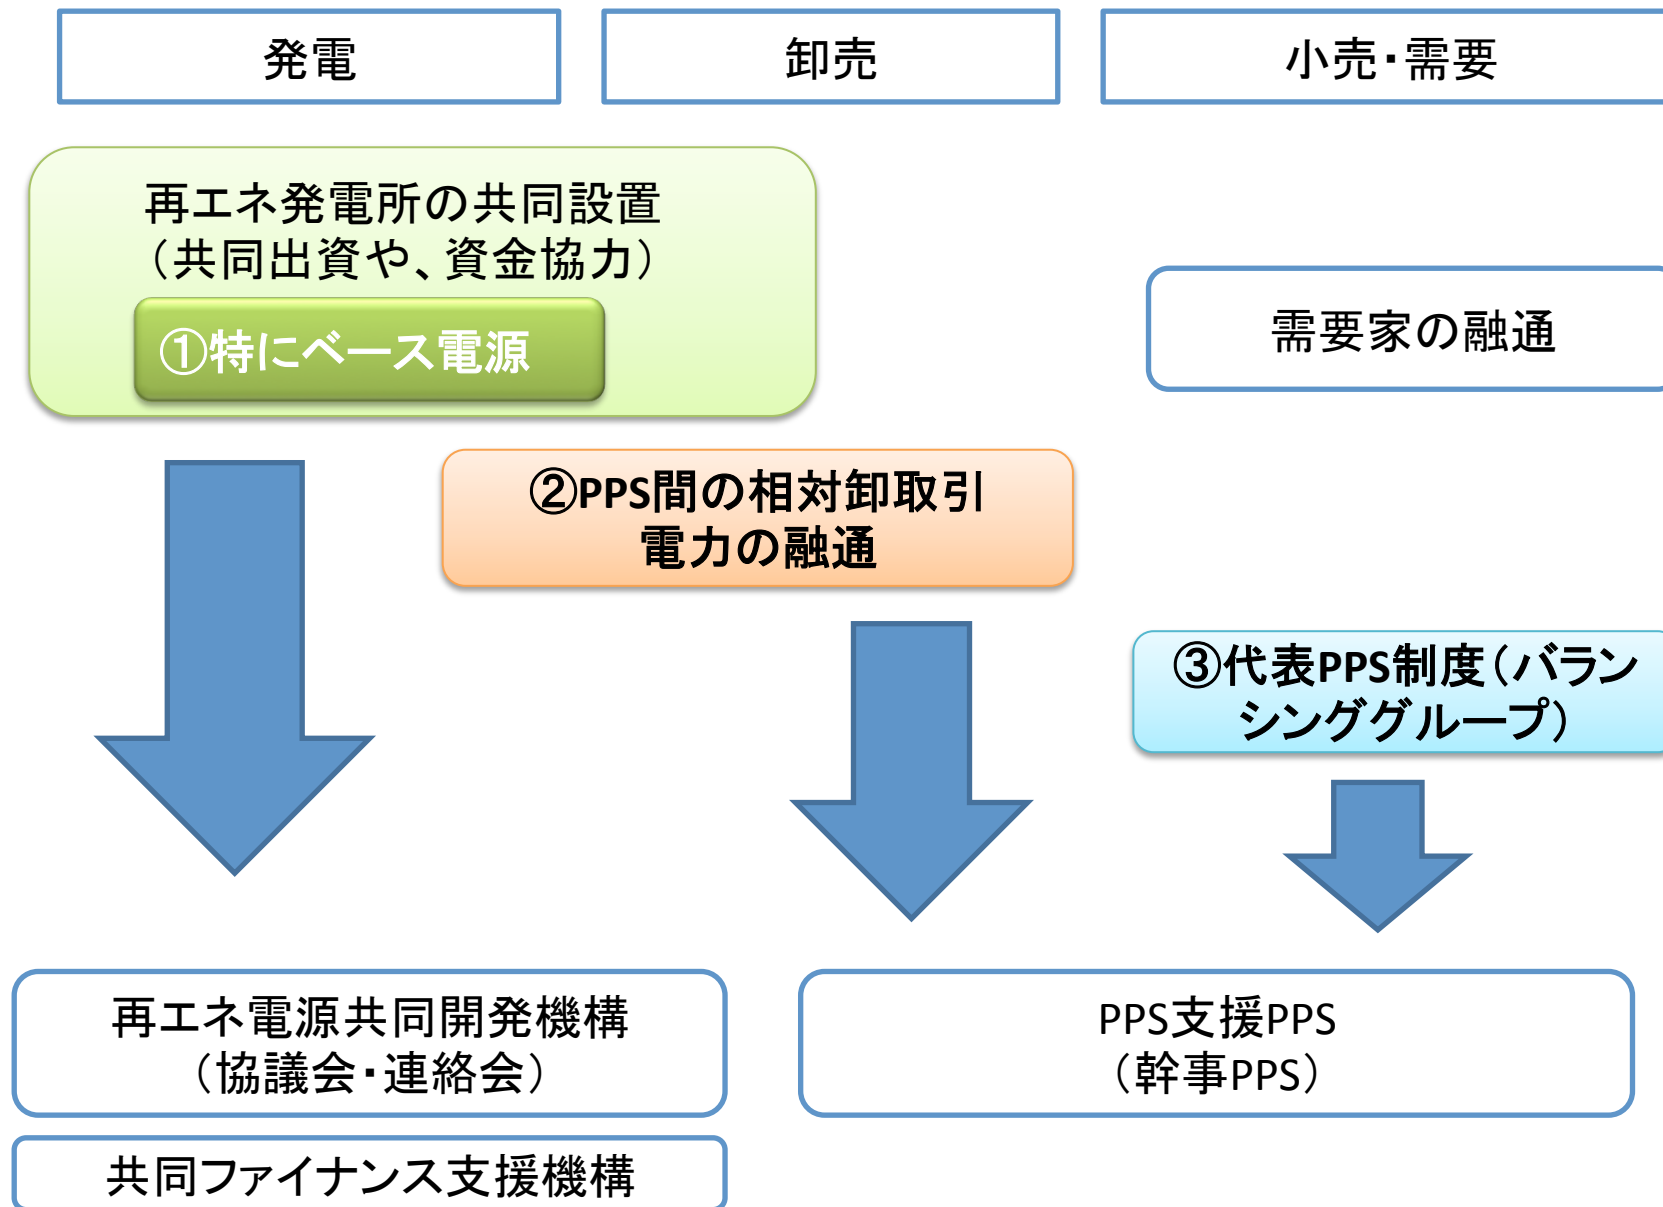 発電
卸売
小売・需要
再エネ発電所の共同設置
（共同出資や、資金協力）
①特にベース電源
需要家の融通
②PPS間の相対卸取引
電力の融通
③代表PPS制度（バラン
シンググループ）
再エネ電源共同開発機構
（協議会・連絡会）
PPS支援PPS
（幹事PPS）
共同ファイナンス支援機構